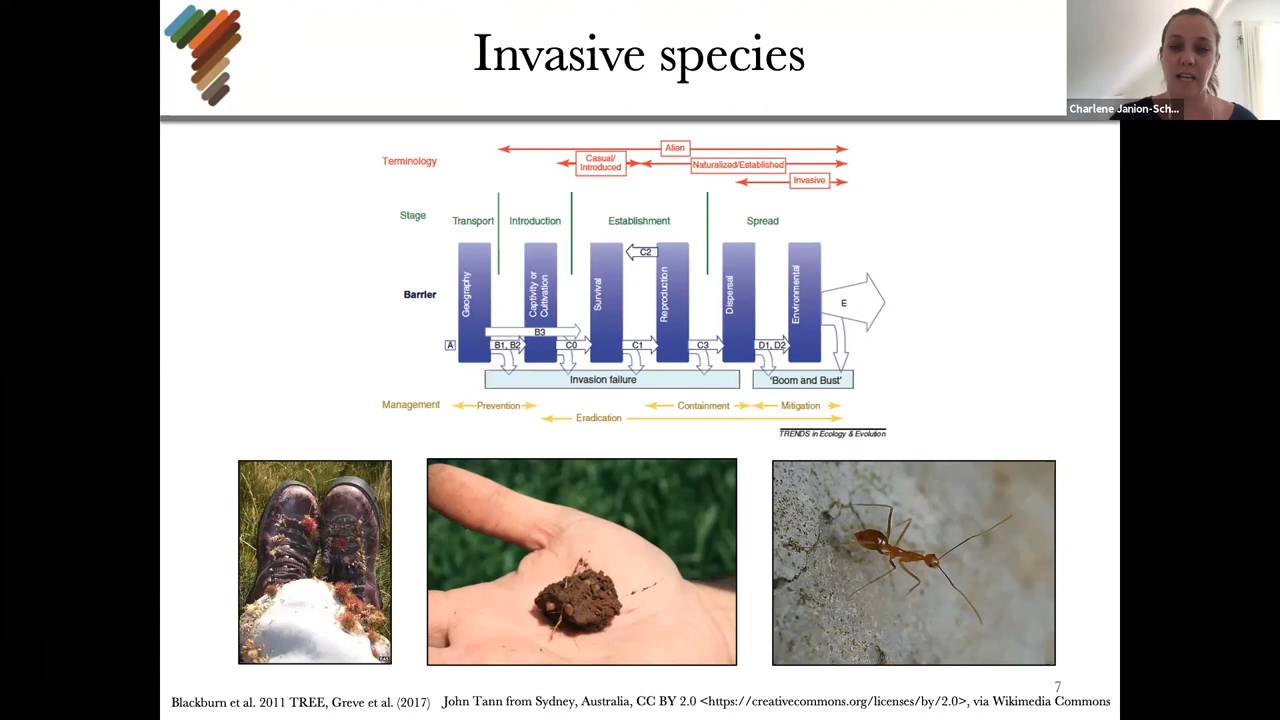 Invasive species
Charlene Janion-Sch...
Alien
Terminology
Casual/
Introduced
Naturalized/Established
Invasive
Stage
Transport
Introduction
Establishment
Spread
Barrier
Geography
Captivity or
Cultivation
Survival
Reproduction
Dispersal
Environmental
C2
E
B3
A
B1, B2
C0
C1
C3
D1, D2
Invasion failure
'Boom and Bust'
Management
Prevention
Containment
Mitigation
Eradication
TRENDS in Ecology & Evolution
7
Blackburn et al. 2011 TREE, Greve et al. (2017)
John Tann from Sydney, Australia, CC BY 2.0 <https://creativecommons.org/licenses/by/2.0>, via Wikimedia Commons